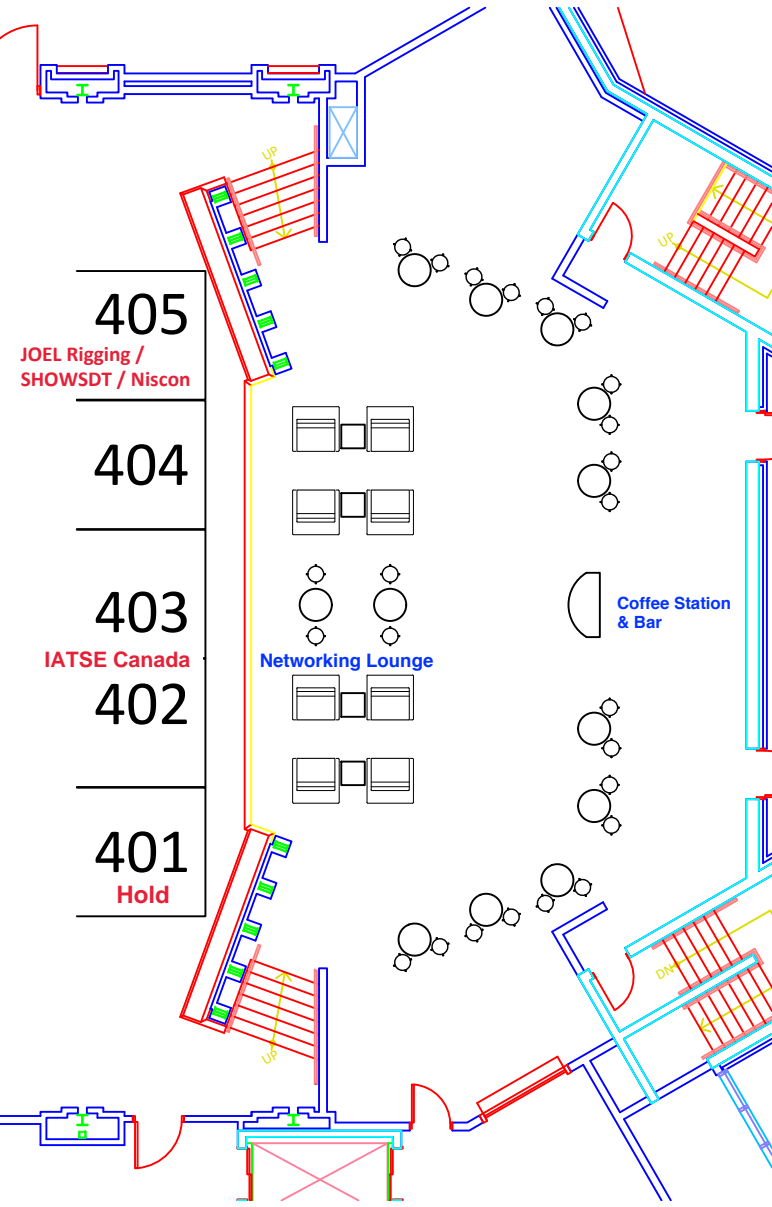 UP
UP
405
JOEL Rigging /
SHOWSDT / Niscon
404
403
Coffee Station
& Bar
IATSE Canada
Networking Lounge
402
401
Hold
DN
UP